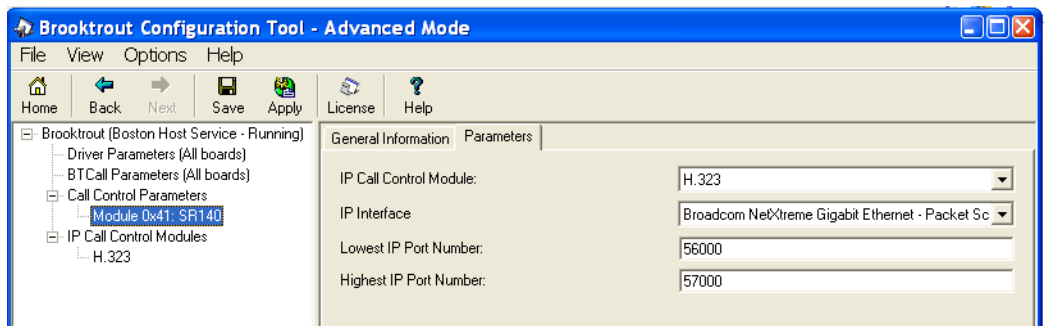 Brooktrout Configuration Tool - Advanced Mode
File View Options Help
Home Back Next Save Apply License Help
Brooktrout (Boston Host Service - Running)
Driver Parameters (All boards)
BTCall Parameters (All boards)
Call Control Parameters
Module 0x41: SR140
IP Call Control Modules
H.323
General Information Parameters
IP Call Control Module: H.323
IP Interface Broadcom NetXtreme Gigabit Ethernet - Packet Sc
Lowest IP Port Number: 56000
Highest IP Port Number: 57000